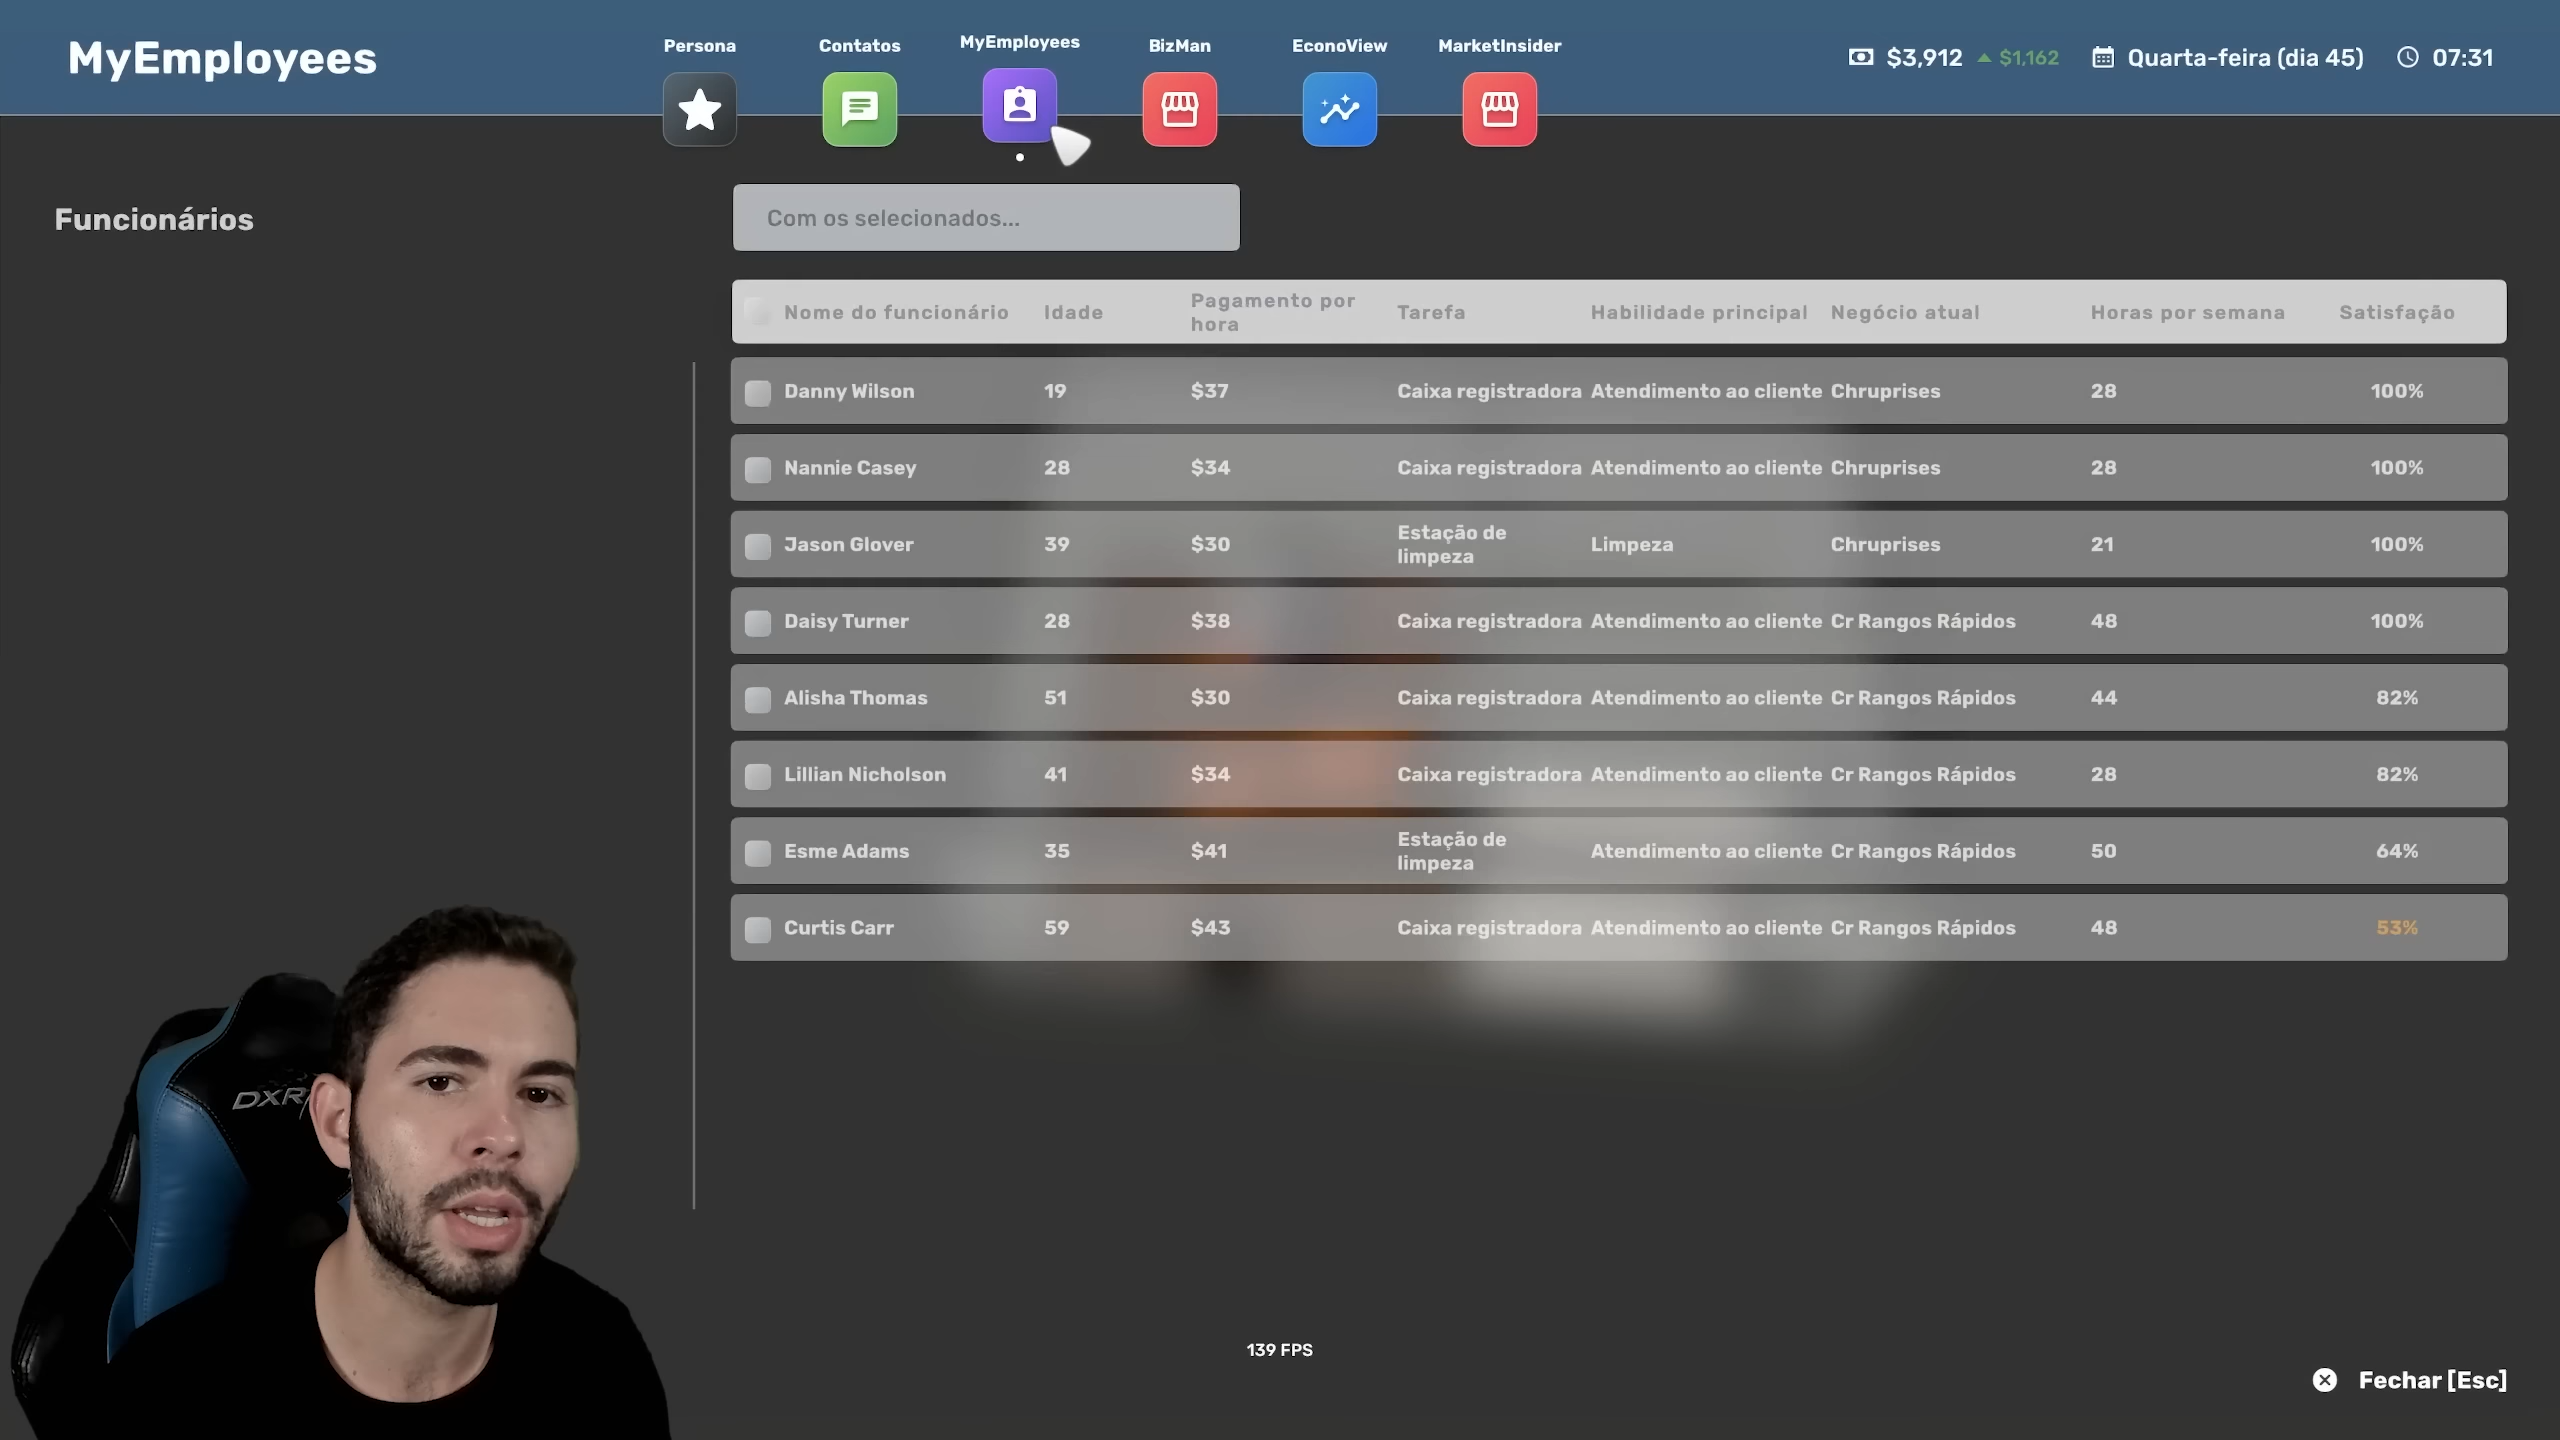 MyEmployees
Persona
Contatos
MyEmployees
BizMan
EconoView
MarketInsider
$3,912 $1,162 Quarta-feira (dia 45) 07:31
Funcionários
Com os selecionados...
Nome do funcionário Idade Pagamento por hora Tarefa Habilidade principal Negócio atual Horas por semana Satisfação
Danny Wilson 19 $37 Caixa registradora Atendimento ao cliente Chruprises 28 100%
Nannie Casey 28 $34 Caixa registradora Atendimento ao cliente Chruprises 28 100%
Jason Glover 39 $30 Estação de limpeza Limpeza Chruprises 21 100%
Daisy Turner 28 $38 Caixa registradora Atendimento ao cliente Cr Rangos Rápidos 48 100%
Alisha Thomas 51 $30 Caixa registradora Atendimento ao cliente Cr Rangos Rápidos 44 82%
Lillian Nicholson 41 $34 Caixa registradora Atendimento ao cliente Cr Rangos Rápidos 28 82%
Esme Adams 35 $41 Estação de limpeza Atendimento ao cliente Cr Rangos Rápidos 50 64%
Curtis Carr 59 $43 Caixa registradora Atendimento ao cliente Cr Rangos Rápidos 48 53%
DXR
139 FPS
Fechar [Esc]